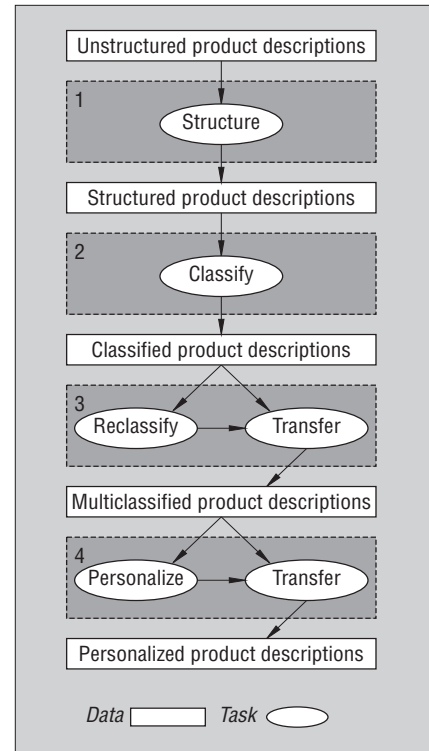 Unstructured product descriptions
1
Structure
Structured product descriptions
2
Classify
Classified product descriptions
3
Reclassify Transfer
Multiclassified product descriptions
4
Personalize Transfer
Personalized product descriptions
Data Task